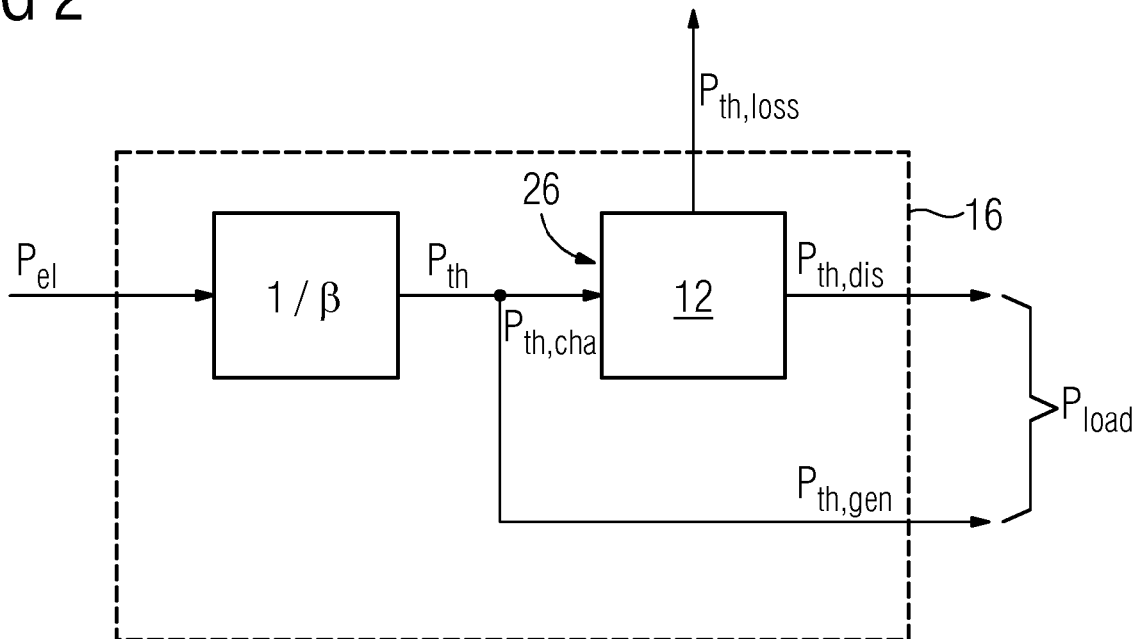 2
P_th,loss
26
16
P_el
P_th
P_th,dis
1 / β
12
P_th,cha
P_load
P_th,gen